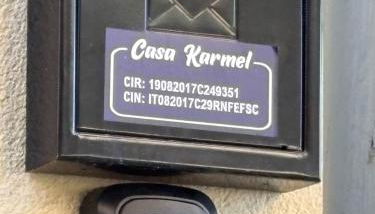 Casa Karmel
CIR: 19082017C249351
CIN: IT082017C29RNFEFSC